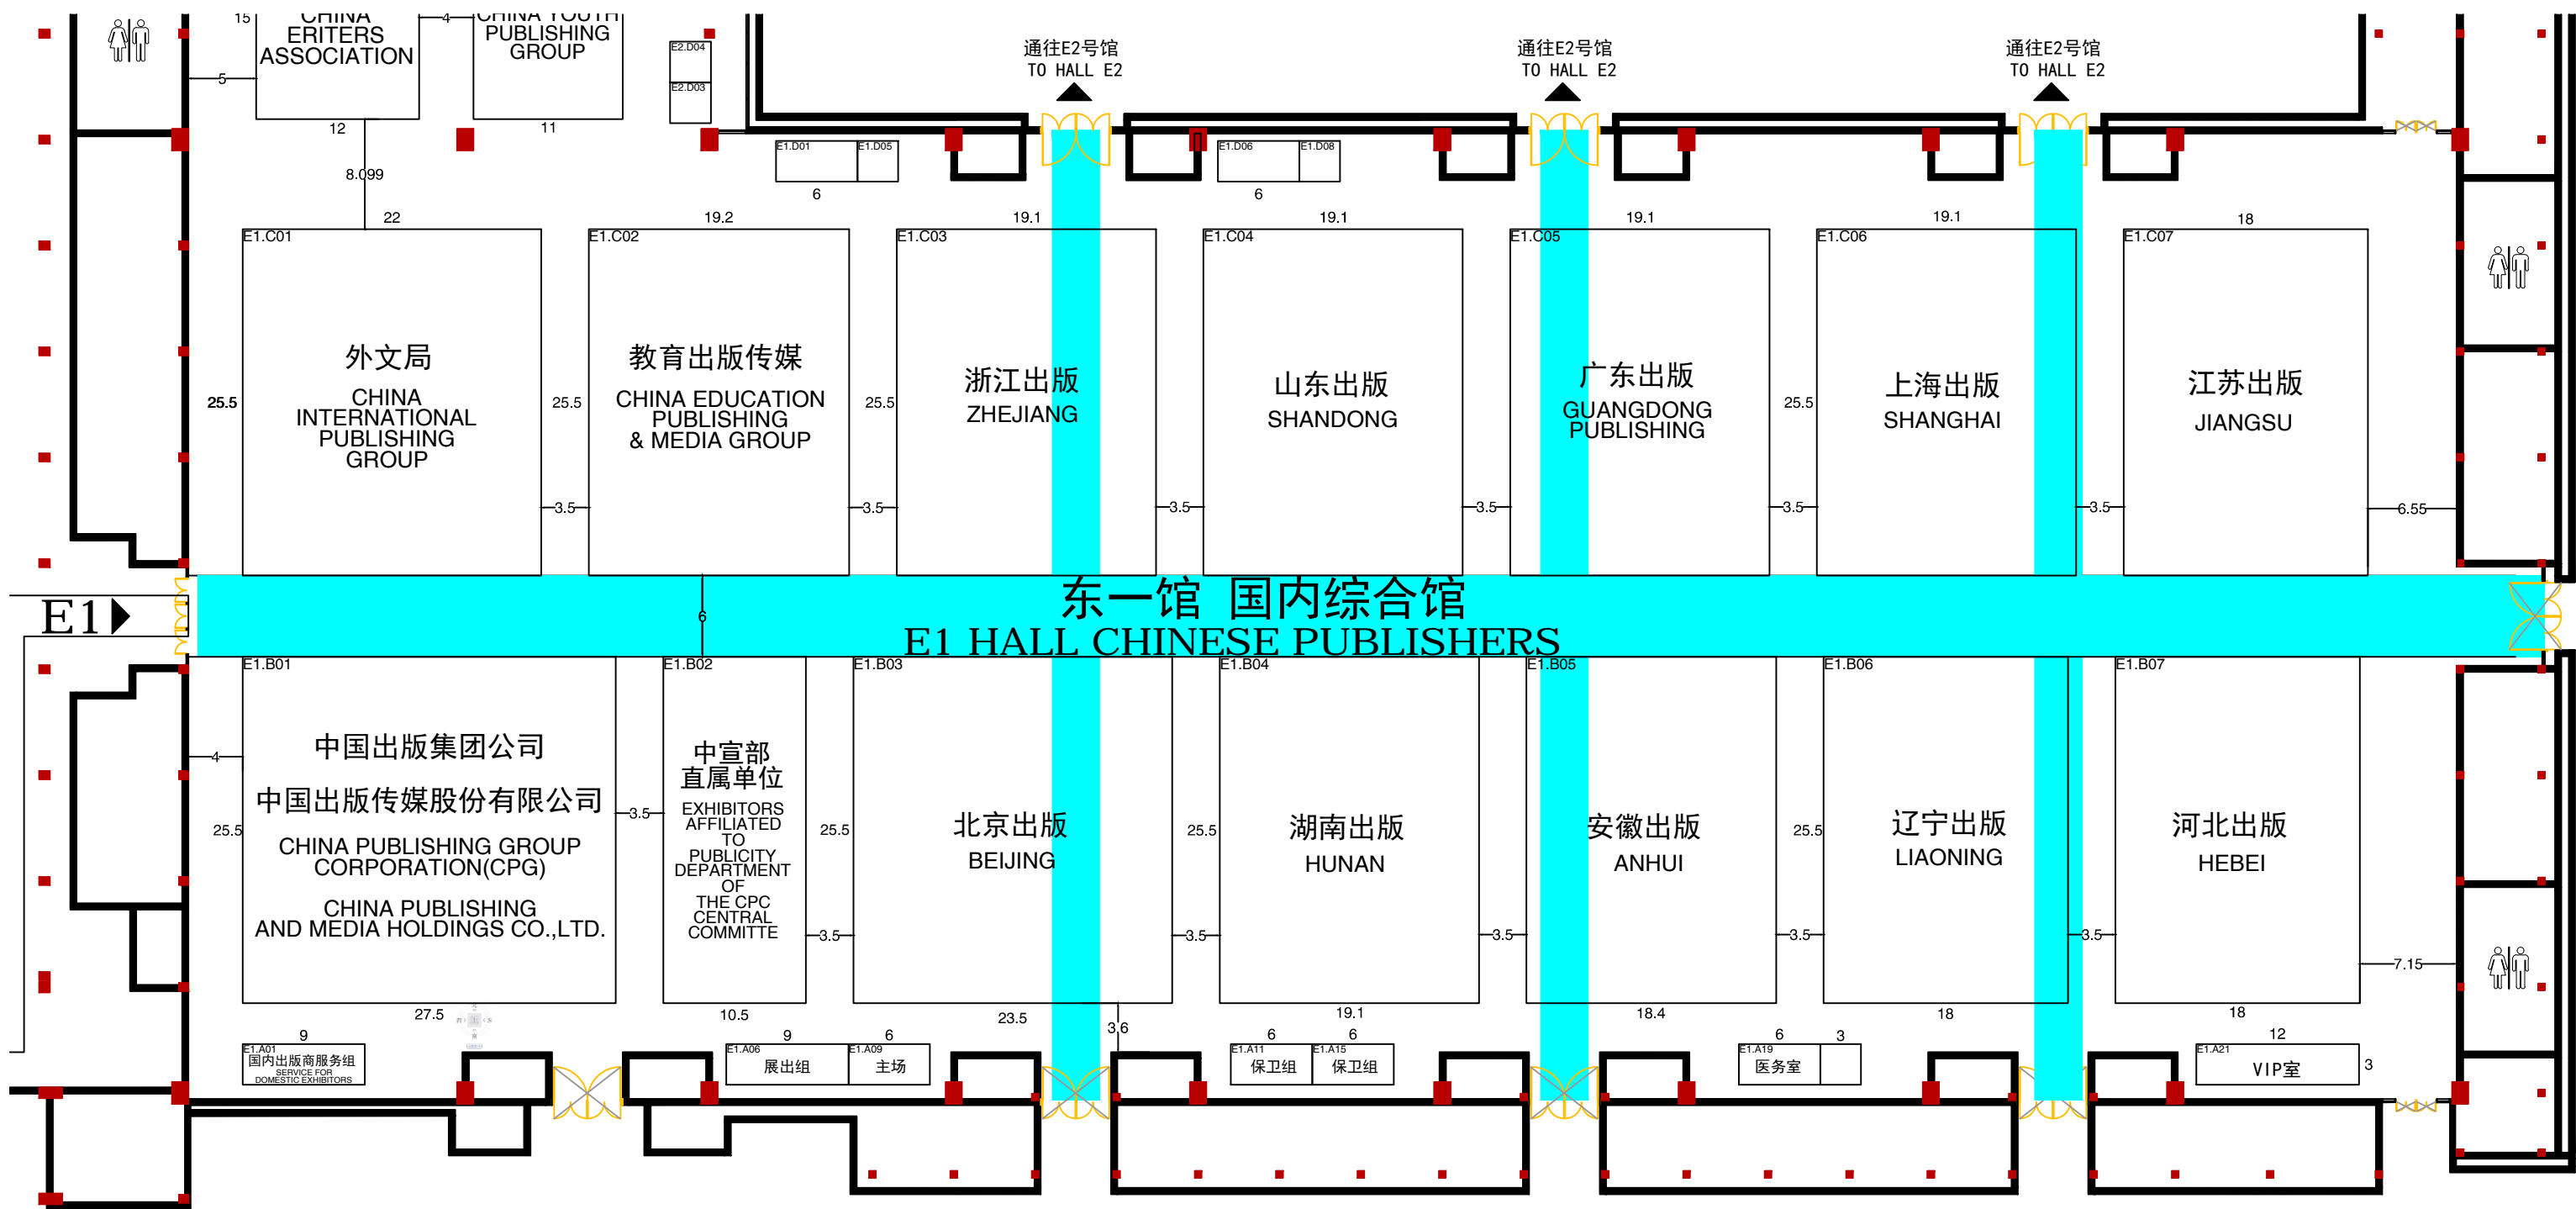 15
CHINA
ERITERS
ASSOCIATION
4
CHINA YOUTH
PUBLISHING
GROUP
5
12
11
8.099
E2.D04
E2.D03
通往E2号馆
TO HALL E2
通往E2号馆
TO HALL E2
通往E2号馆
TO HALL E2
E1.D01
E1.D05
6
E1.D06
E1.D08
6
22
19.2
19.1
19.1
19.1
19.1
18
E1.C01
外文局
CHINA
INTERNATIONAL
PUBLISHING
GROUP
25.5
3.5
E1.C02
教育出版传媒
CHINA EDUCATION
PUBLISHING
& MEDIA GROUP
25.5
3.5
E1.C03
浙江出版
ZHEJIANG
25.5
3.5
E1.C04
山东出版
SHANDONG
3.5
E1.C05
广东出版
GUANGDONG
PUBLISHING
3.5
E1.C06
上海出版
SHANGHAI
25.5
3.5
E1.C07
江苏出版
JIANGSU
6.55
E1
6
东一馆 国内综合馆
E1 HALL CHINESE PUBLISHERS
E1.B01
中国出版集团公司
中国出版传媒股份有限公司
CHINA PUBLISHING GROUP
CORPORATION(CPG)
CHINA PUBLISHING
AND MEDIA HOLDINGS CO.,LTD.
4
25.5
3.5
27.5
E1.B02
中宣部
直属单位
EXHIBITORS
AFFILIATED
TO
PUBLICITY
DEPARTMENT
OF
THE CPC
CENTRAL
COMMITTE
3.5
10.5
E1.B03
北京出版
BEIJING
25.5
3.5
23.5
3.6
E1.B04
湖南出版
HUNAN
25.5
3.5
19.1
E1.B05
安徽出版
ANHUI
3.5
18.4
E1.B06
辽宁出版
LIAONING
25.5
3.5
18
E1.B07
河北出版
HEBEI
7.15
18
9
E1.A01
国内出版商服务组
SERVICE FOR
DOMESTIC EXHIBITORS
9
E1.A06
展出组
6
E1.A09
主场
6
E1.A11
保卫组
6
E1.A15
保卫组
6
E1.A19
医务室
3
12
E1.A21
VIP室
3